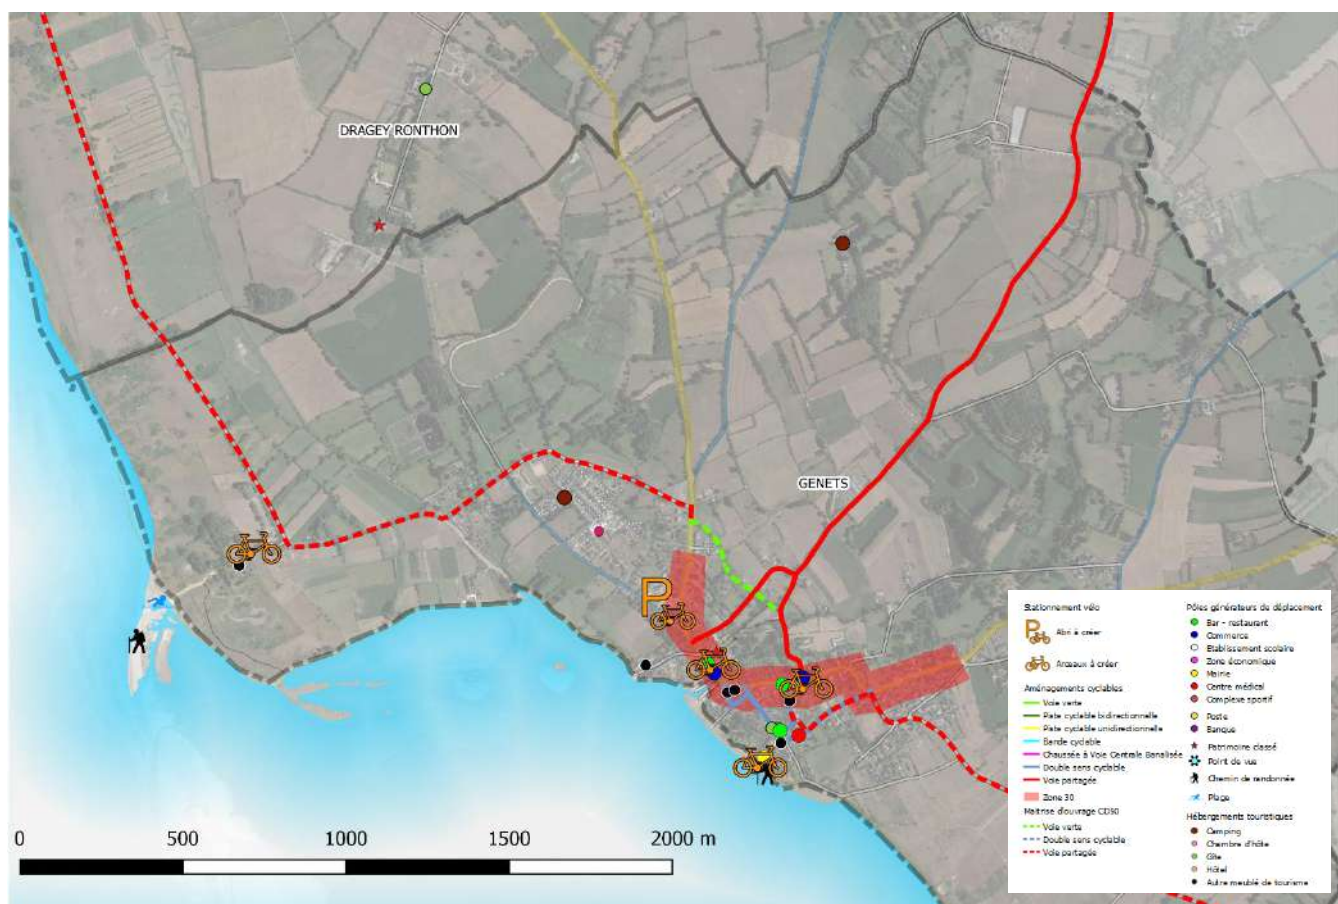 DRAGEY RONTHON
GENETS
P
0 500 1000 1500 2000 m
Stationnement vélo
P Abri à créer
Arceaux à créer
Aménagements cyclables
Voie verte
Piste cyclable bidirectionnelle
Piste cyclable unidirectionnelle
Bande cyclable
Chaussée à Voie Centrale Banalisée
Double sens cyclable
Voie partagée
Zone 30
Maitrise d'ouvrage CD50
Voie verte
Double sens cyclable
Voie partagée
Pôles générateurs de déplacement
Bar - restaurant
Commerce
Etablissement scolaire
Zone économique
Mairie
Centre médical
Complexe sportif
Poste
Banque
Patrimoine classé
Point de vue
Chemin de randonnée
Plage
Hébergements touristiques
Camping
Chambre d'hôte
Gîte
Hôtel
Autre meublé de tourisme